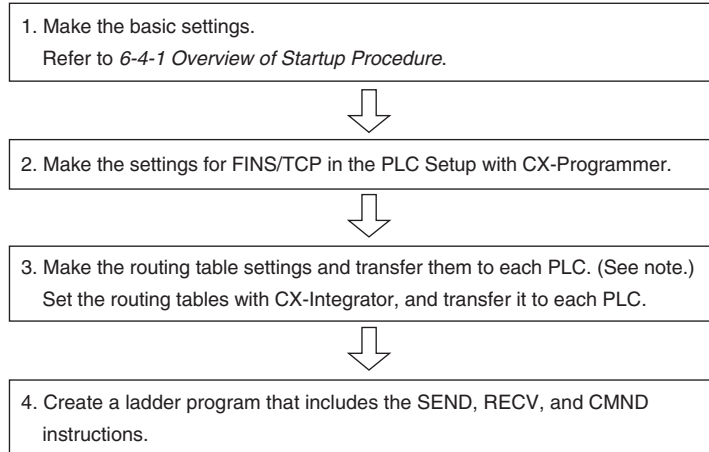 1. Make the basic settings.
Refer to 6-4-1 Overview of Startup Procedure.
2. Make the settings for FINS/TCP in the PLC Setup with CX-Programmer.
3. Make the routing table settings and transfer them to each PLC. (See note.)
Set the routing tables with CX-Integrator, and transfer it to each PLC.
4. Create a ladder program that includes the SEND, RECV, and CMND
instructions.